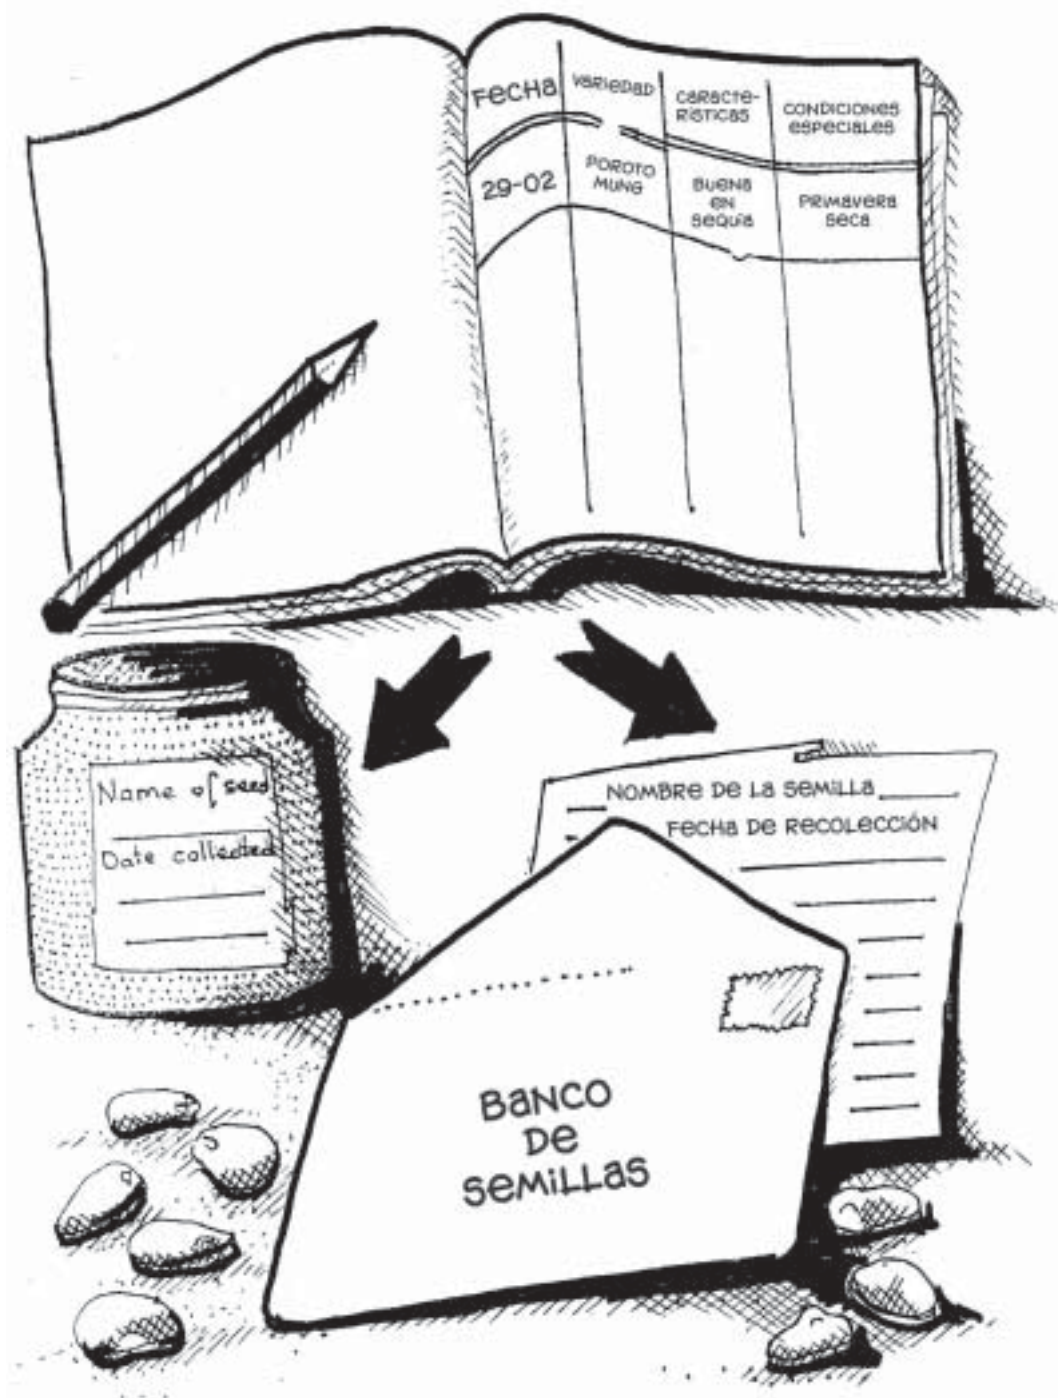 FECHA
VARIEDAD
CARACTE-
RÍSTICAS
CONDICIONES
ESPECIALES
29-02
POROTO
MUNG
BUENA
EN
SEQUÍA
PRIMAVERA
SECA
Name of seed
Date collected
NOMBRE DE LA SEMILLA
FECHA DE RECOLECCIÓN
BANCO
DE
SEMILLAS